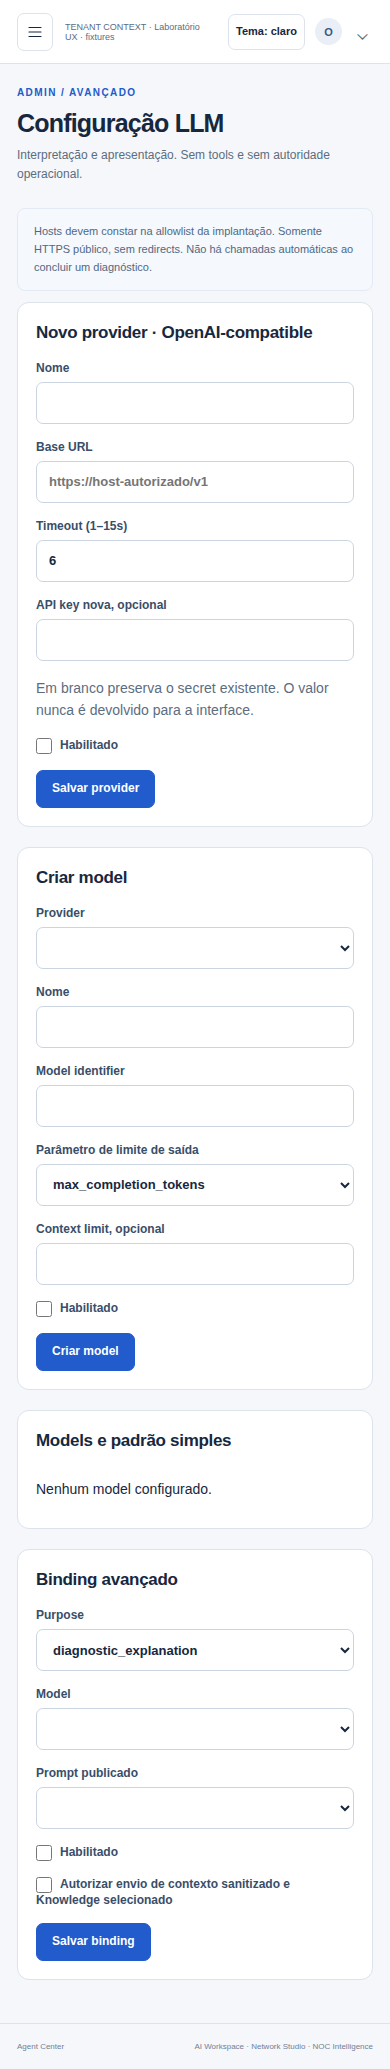 TENANT CONTEXT · Laboratório
UX · fixtures
Tema: claro
O
ADMIN / AVANÇADO
Configuração LLM
Interpretação e apresentação. Sem tools e sem autoridade
operacional.
Hosts devem constar na allowlist da implantação. Somente
HTTPS público, sem redirects. Não há chamadas automáticas ao
concluir um diagnóstico.
Novo provider · OpenAI-compatible
Nome
Base URL
https://host-autorizado/v1
Timeout (1–15s)
6
API key nova, opcional
Em branco preserva o secret existente. O valor
nunca é devolvido para a interface.
Habilitado
Salvar provider
Criar model
Provider
Nome
Model identifier
Parâmetro de limite de saída
max_completion_tokens
Context limit, opcional
Habilitado
Criar model
Models e padrão simples
Nenhum model configurado.
Binding avançado
Purpose
diagnostic_explanation
Model
Prompt publicado
Habilitado
Autorizar envio de contexto sanitizado e
Knowledge selecionado
Salvar binding
Agent Center
AI Workspace · Network Studio · NOC Intelligence